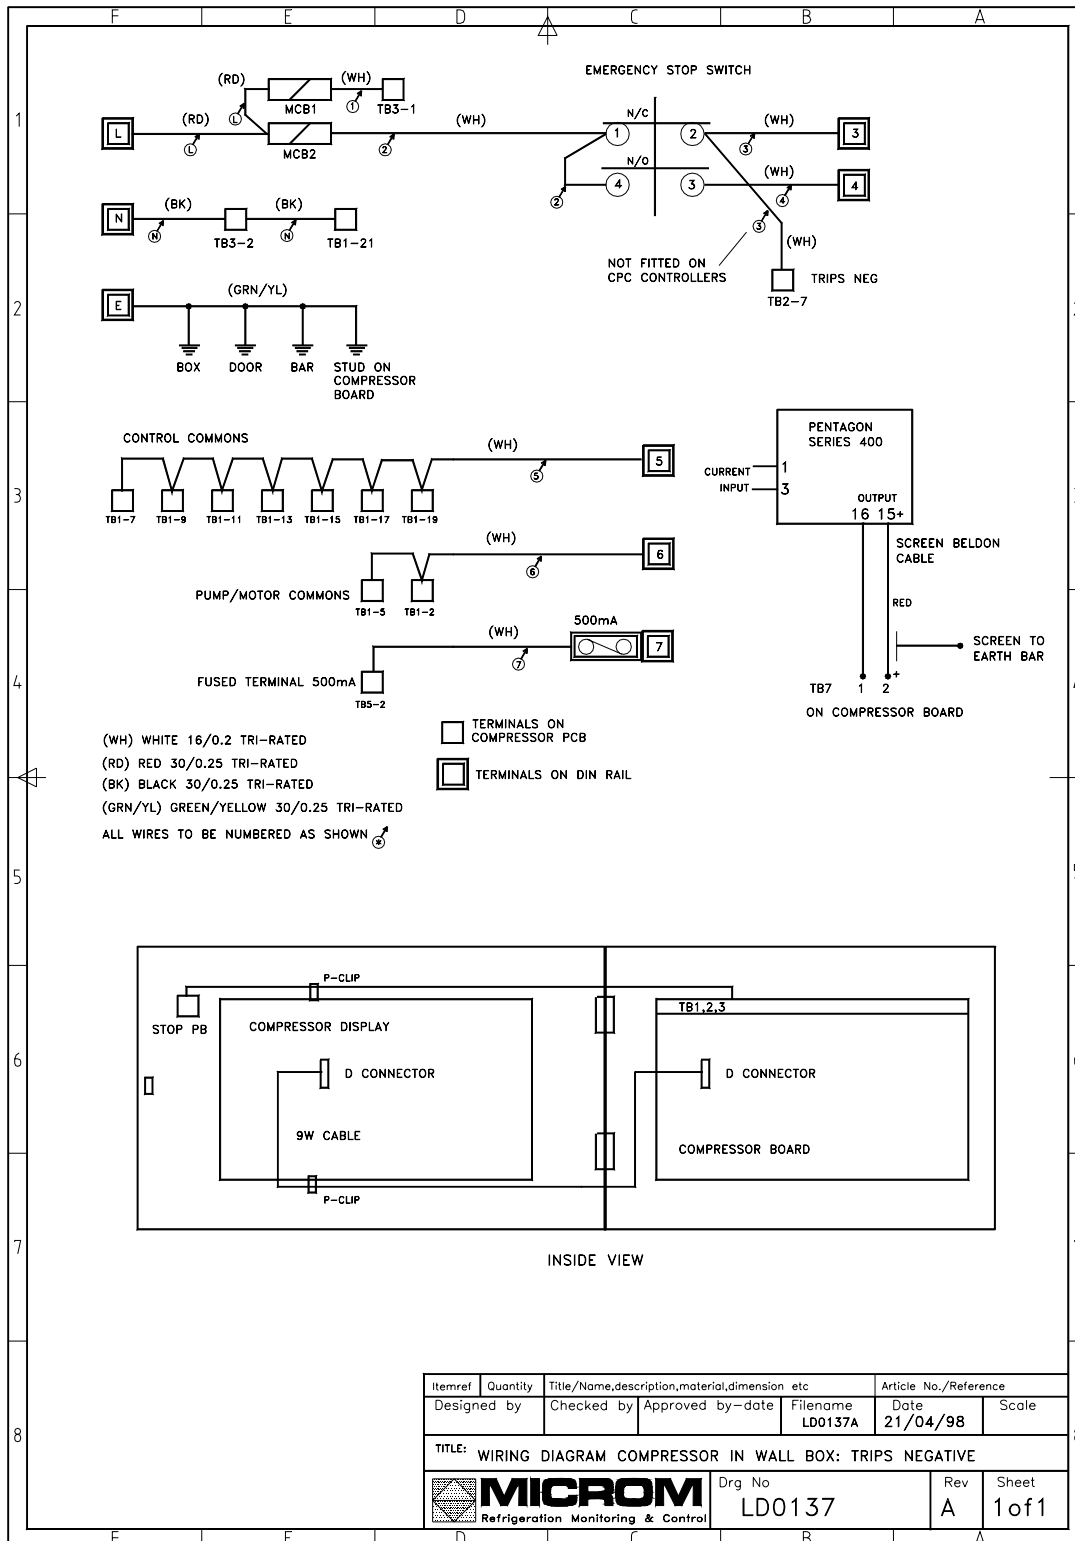 F E D C B A
EMERGENCY STOP SWITCH
(RD) (WH)
MCB1 1 TB3-1
L
1
L (RD) MCB2 (WH) N/C 1 2 (WH) 3
L 2 3
N/O
4 3 (WH) 4
2 4
3
N (BK) (BK)
N TB3-2 N TB1-21
(WH)
NOT FITTED ON
CPC CONTROLLERS
TRIPS NEG
TB2-7
2
E (GRN/YL)
BOX DOOR BAR STUD ON
COMPRESSOR
BOARD
CONTROL COMMONS
(WH) 5
5
TB1-7 TB1-9 TB1-11 TB1-13 TB1-15 TB1-17 TB1-19
3
PENTAGON
SERIES 400
CURRENT 1
INPUT 3
OUTPUT
16 15+
SCREEN BELDON
CABLE
RED
(WH) 6
6
PUMP/MOTOR COMMONS
TB1-5 TB1-2
500mA
(WH) 7
7
FUSED TERMINAL 500mA
TB5-2
SCREEN TO
EARTH BAR
+
TB7 1 2
ON COMPRESSOR BOARD
4
TERMINALS ON
COMPRESSOR PCB
TERMINALS ON DIN RAIL
(WH) WHITE 16/0.2 TRI-RATED
(RD) RED 30/0.25 TRI-RATED
(BK) BLACK 30/0.25 TRI-RATED
(GRN/YL) GREEN/YELLOW 30/0.25 TRI-RATED
ALL WIRES TO BE NUMBERED AS SHOWN *
5
P-CLIP
STOP PB
COMPRESSOR DISPLAY
TB1,2,3
D CONNECTOR
D CONNECTOR
6
9W CABLE
COMPRESSOR BOARD
P-CLIP
7
INSIDE VIEW
8
Itemref Quantity Title/Name,description,material,dimension etc Article No./Reference
Designed by Checked by Approved by-date Filename Date Scale
LD0137A 21/04/98
TITLE: WIRING DIAGRAM COMPRESSOR IN WALL BOX: TRIPS NEGATIVE
MICROM
Refrigeration Monitoring & Control
Drg No
LD0137
Rev
A
Sheet
1of1